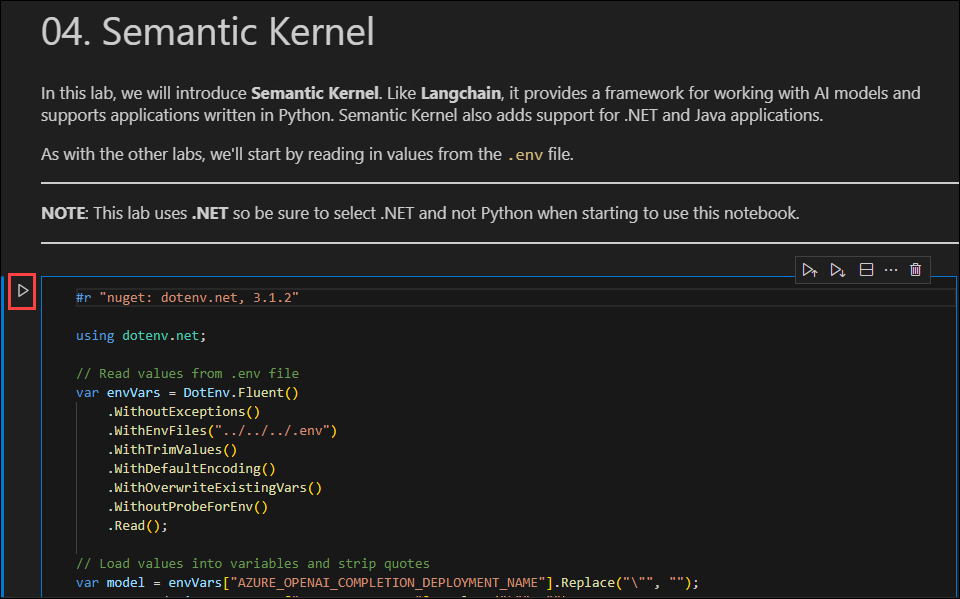 04. Semantic Kernel
In this lab, we will introduce Semantic Kernel. Like Langchain, it provides a framework for working with AI models and
supports applications written in Python. Semantic Kernel also adds support for .NET and Java applications.
As with the other labs, we'll start by reading in values from the .env file.
NOTE: This lab uses .NET so be sure to select .NET and not Python when starting to use this notebook.
#r "nuget: dotenv.net, 3.1.2"
using dotenv.net;
// Read values from .env file
var envVars = DotEnv.Fluent()
    .WithoutExceptions()
    .WithEnvFiles("../../../.env")
    .WithTrimValues()
    .WithDefaultEncoding()
    .WithOverwriteExistingVars()
    .WithoutProbeForEnv()
    .Read();
// Load values into variables and strip quotes
var model = envVars["AZURE_OPENAI_COMPLETION_DEPLOYMENT_NAME"].Replace("\"", "");